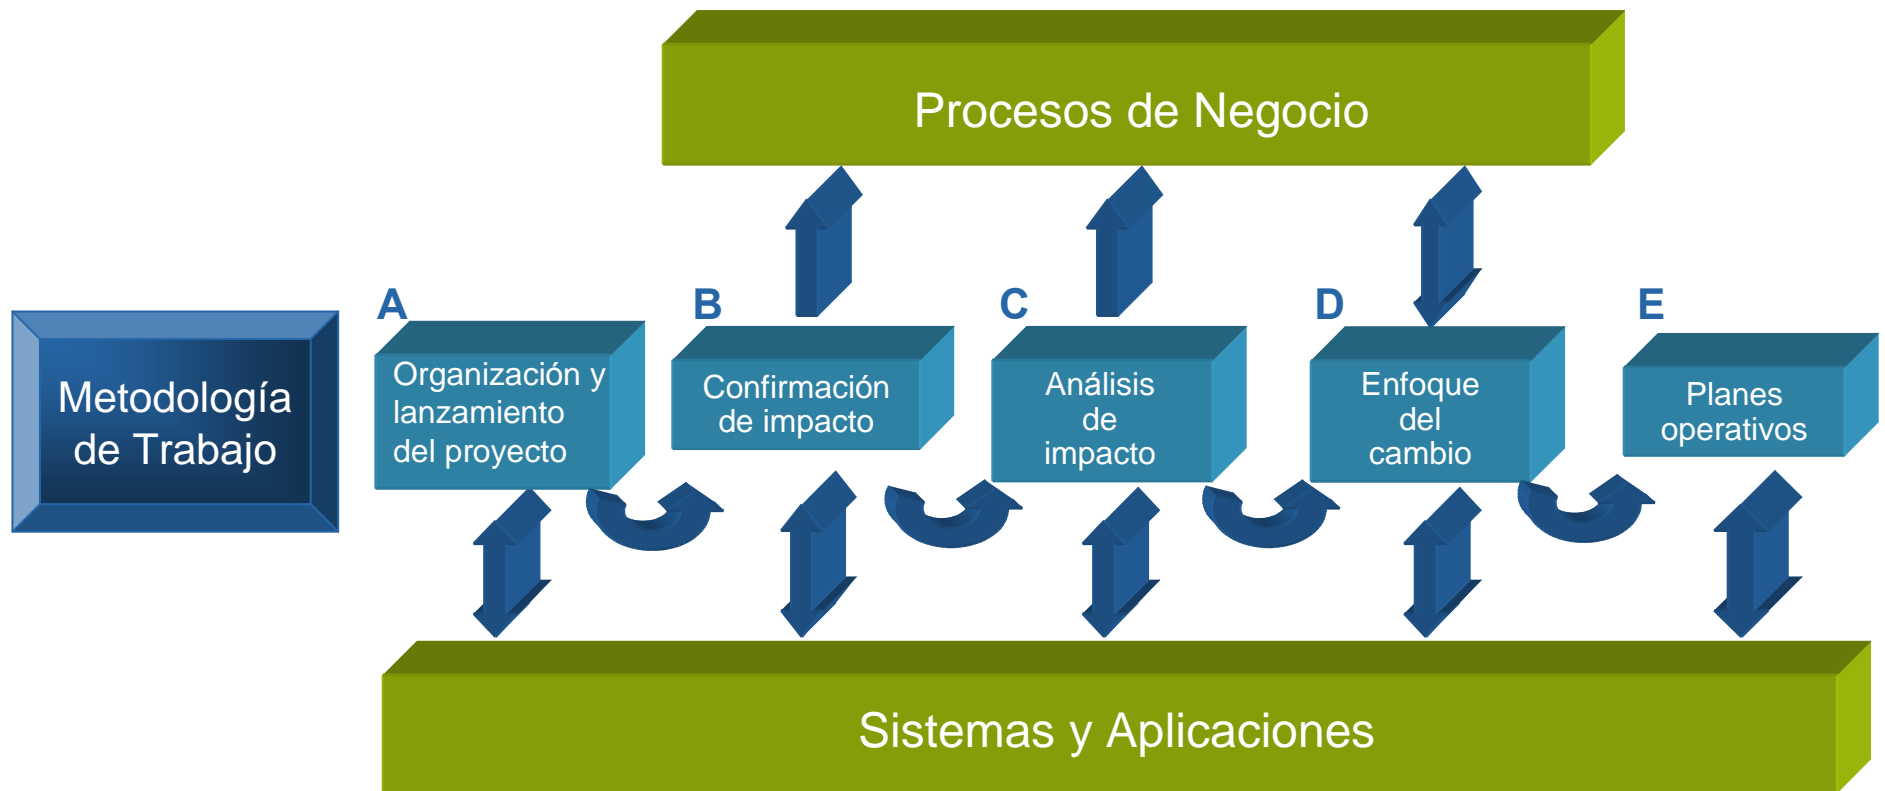 Procesos de Negocio
Metodología
de Trabajo
A
Organización y
lanzamiento
del proyecto
B
Confirmación
de impacto
C
Análisis
de
impacto
D
Enfoque
del
cambio
E
Planes
operativos
Sistemas y Aplicaciones